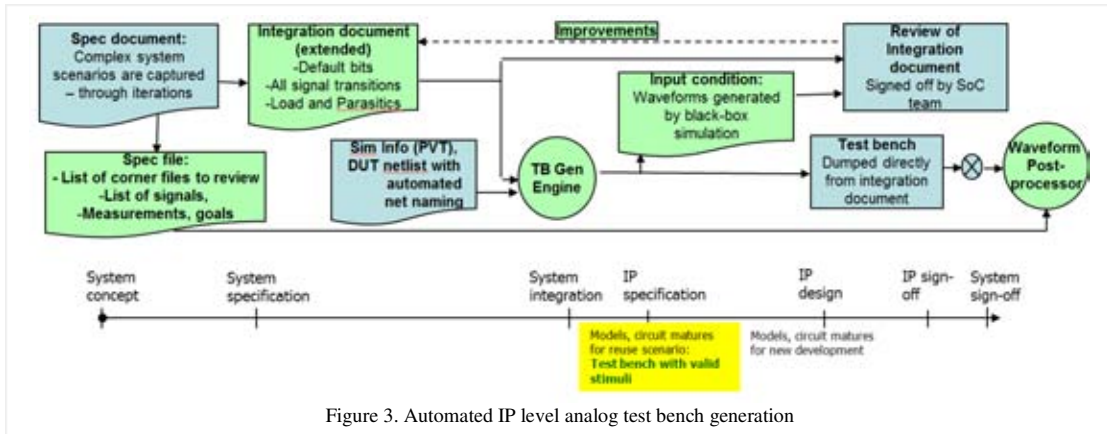 Spec document:
Complex system
scenarios are captured
– through iterations
Integration document
(extended)
-Default bits
-All signal transitions
-Load and Parasitics
Improvements
Review of
Integration
document
Signed off by SoC
team
Input condition:
Waveforms generated
by black-box
simulation
Spec file:
- List of corner files to review
-List of signals,
-Measurements, goals
Sim Info (PVT),
DUT netlist with
automated
net naming
TB Gen
Engine
Test bench
Dumped directly
from integration
document
Waveform
Post-
processor
System
concept
System
specification
System
integration
IP
specification
IP
design
IP sign-
off
System
sign-off
Models, circuit matures
for reuse scenario:
Test bench with valid
stimuli
Models, circuit matures
for new development
Figure 3. Automated IP level analog test bench generation